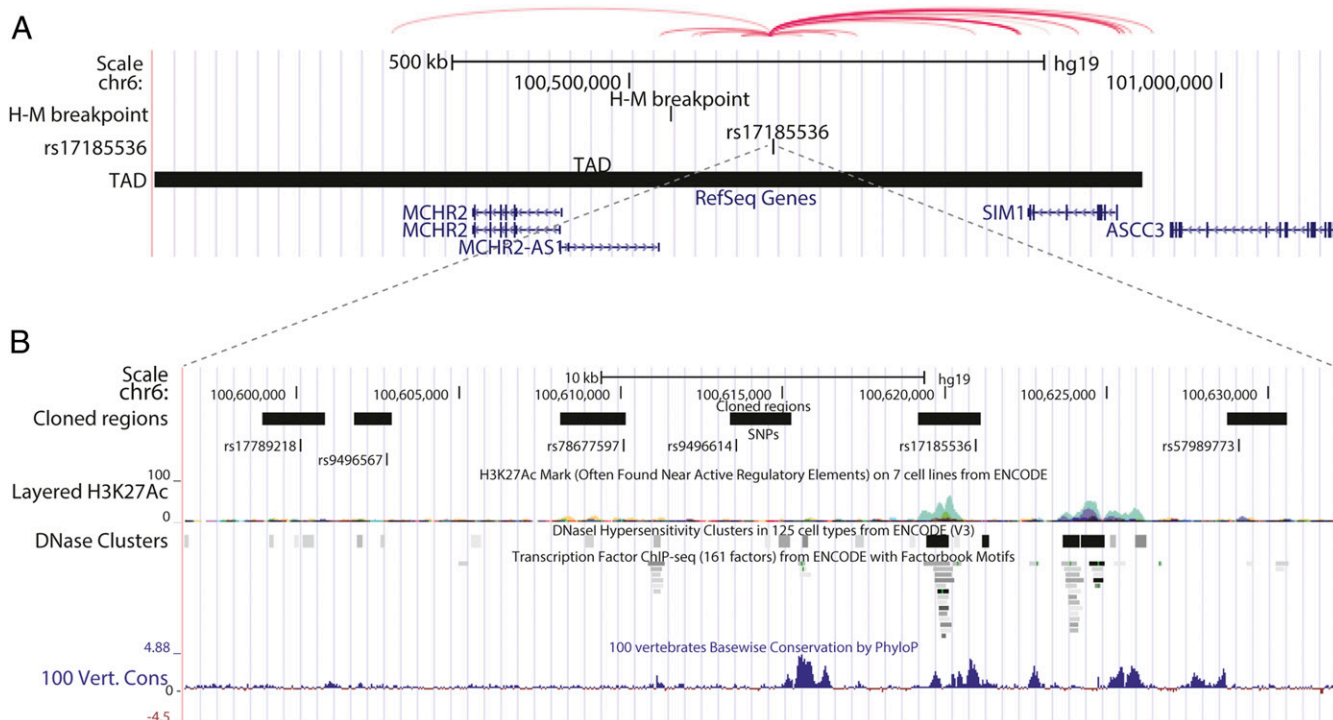 A
Scale
500 kb hg19
chr6: 100,500,000 101,000,000
H-M breakpoint
H-M breakpoint
rs17185536
rs17185536
TAD
TAD
RefSeq Genes
MCHR2 SIM1
MCHR2 ASCC3
MCHR2-AS1
B
Scale 10 kb hg19
chr6: 100,600,000 100,605,000 100,610,000 100,615,000 100,620,000 100,625,000 100,630,000
Cloned regions
Cloned regions
SNPs
rs17789218 rs78677597 rs9496614 rs17185536 rs57989773
rs9496567
H3K27Ac Mark (Often Found Near Active Regulatory Elements) on 7 cell lines from ENCODE
100
Layered H3K27Ac
0
DNaseI Hypersensitivity Clusters in 125 cell types from ENCODE (V3)
DNase Clusters
Transcription Factor ChIP-seq (161 factors) from ENCODE with Factorbook Motifs
4.88 100 vertebrates Basewise Conservation by PhyloP
100 Vert. Cons
0
-4.5